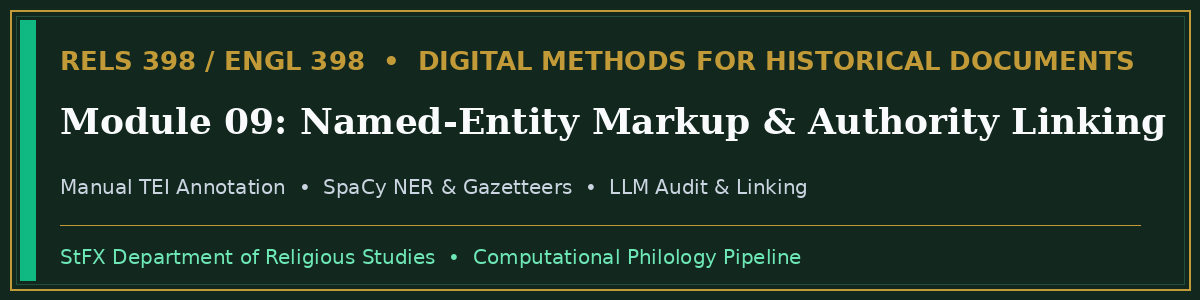 RELS 398 / ENGL 398 • DIGITAL METHODS FOR HISTORICAL DOCUMENTS
Module 09: Named-Entity Markup & Authority Linking
Manual TEI Annotation • SpaCy NER & Gazetteers • LLM Audit & Linking
StFX Department of Religious Studies • Computational Philology Pipeline